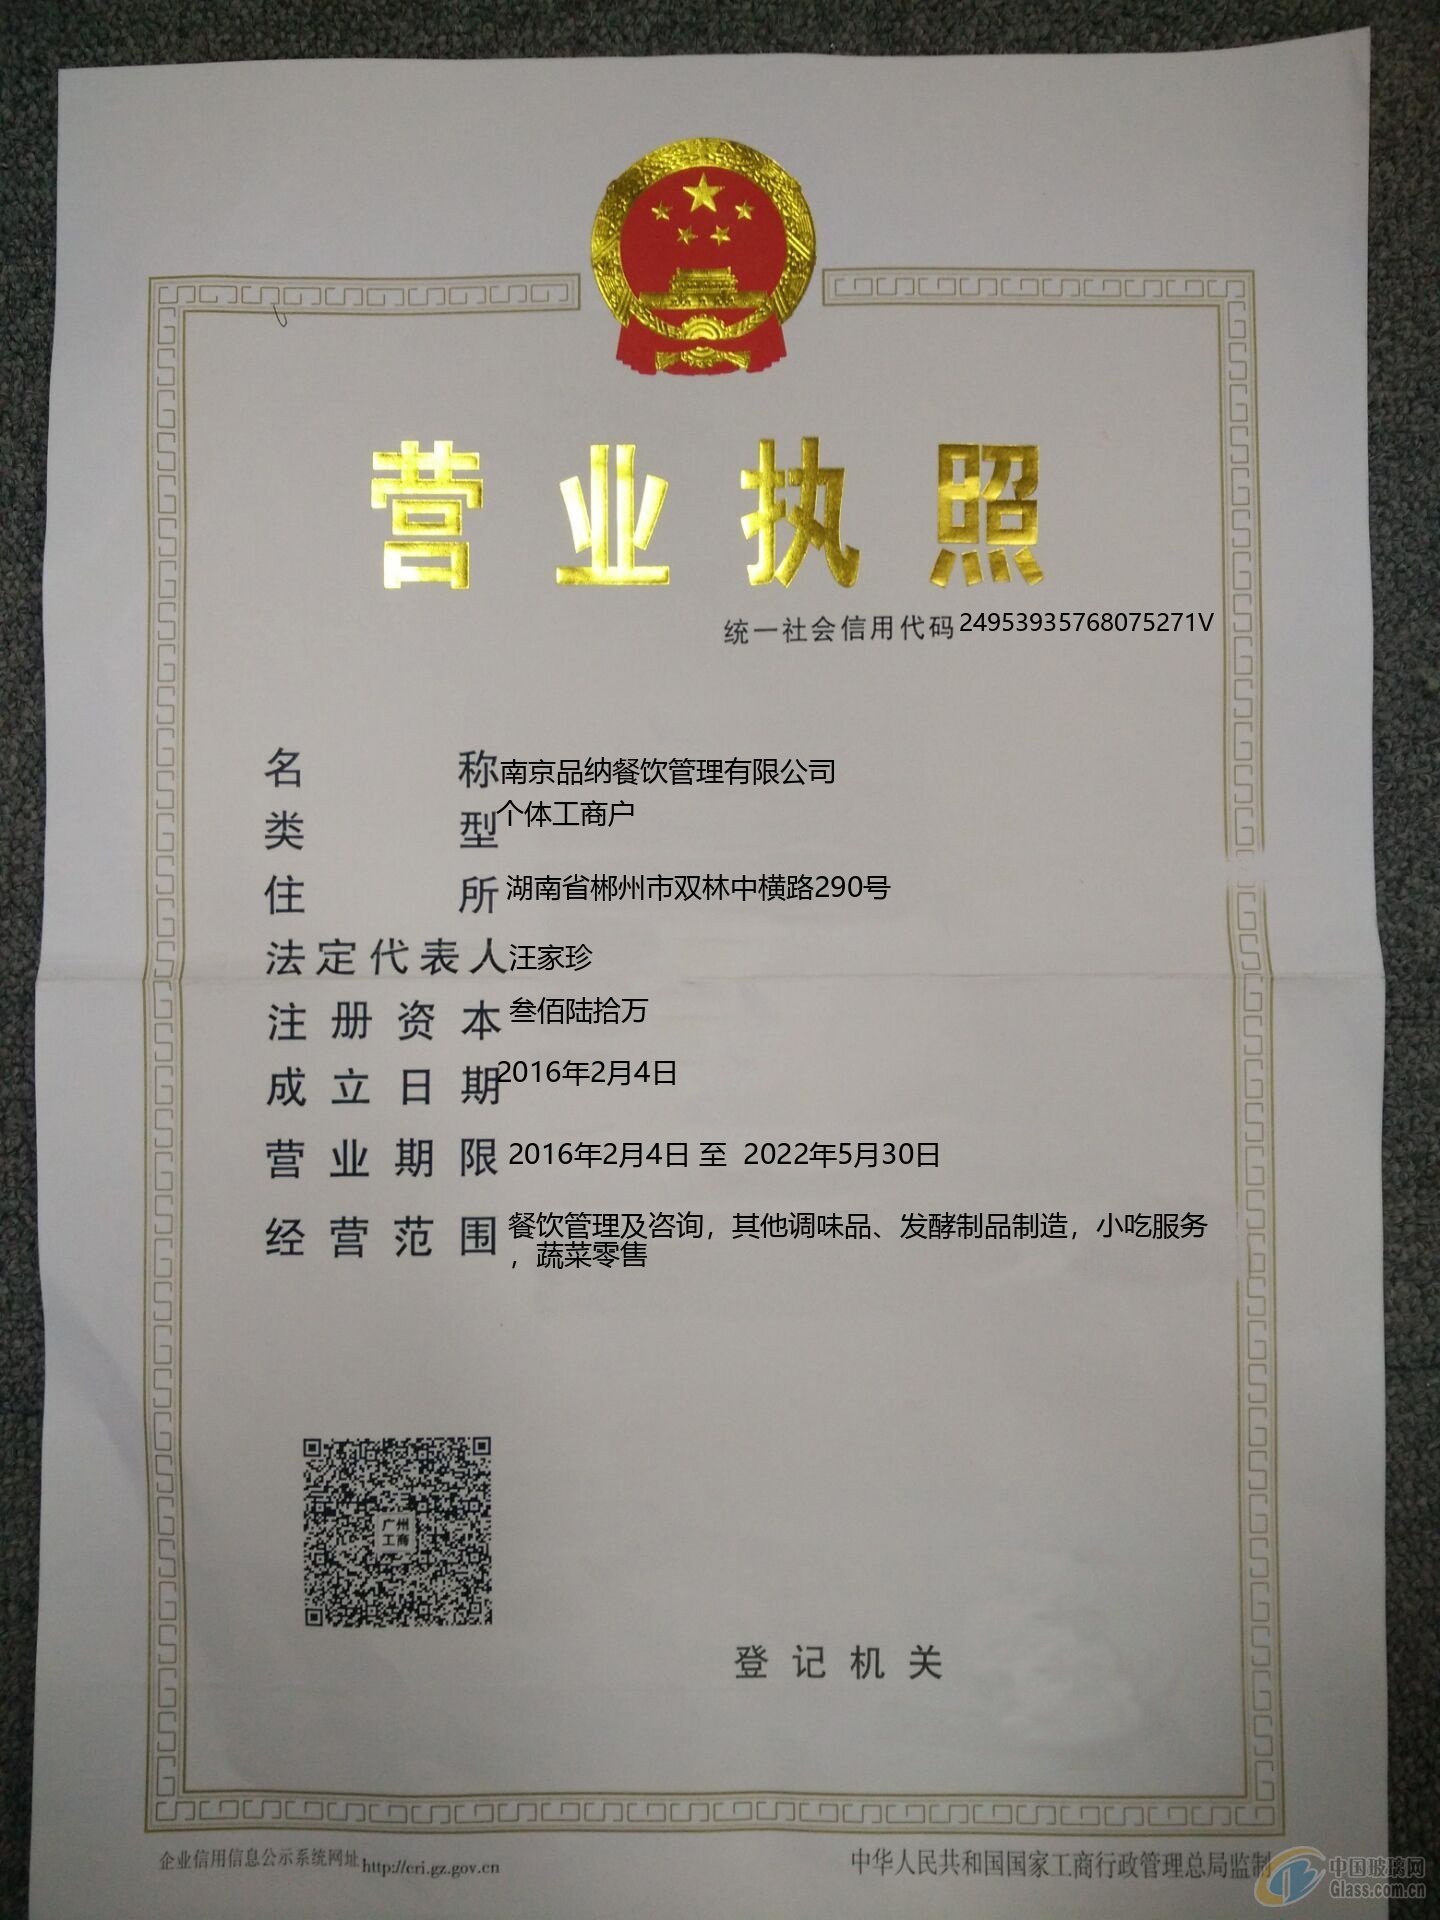 营业执照
统一社会信用代码 24953935768075271V
名称 南京品纳餐饮管理有限公司
类型 个体工商户
住所 湖南省郴州市双林中横路290号
法定代表人 汪家珍
注册资本 叁佰陆拾万
成立日期 2016年2月4日
营业期限 2016年2月4日 至 2022年5月30日
经营范围 餐饮管理及咨询，其他调味品、发酵制品制造，小吃服务
，蔬菜零售
广州
工商
登记机关
企业信用信息公示系统网址 http://cri.gz.gov.cn
中华人民共和国国家工商行政管理总局监制
中国玻璃网
Glass.com.cn